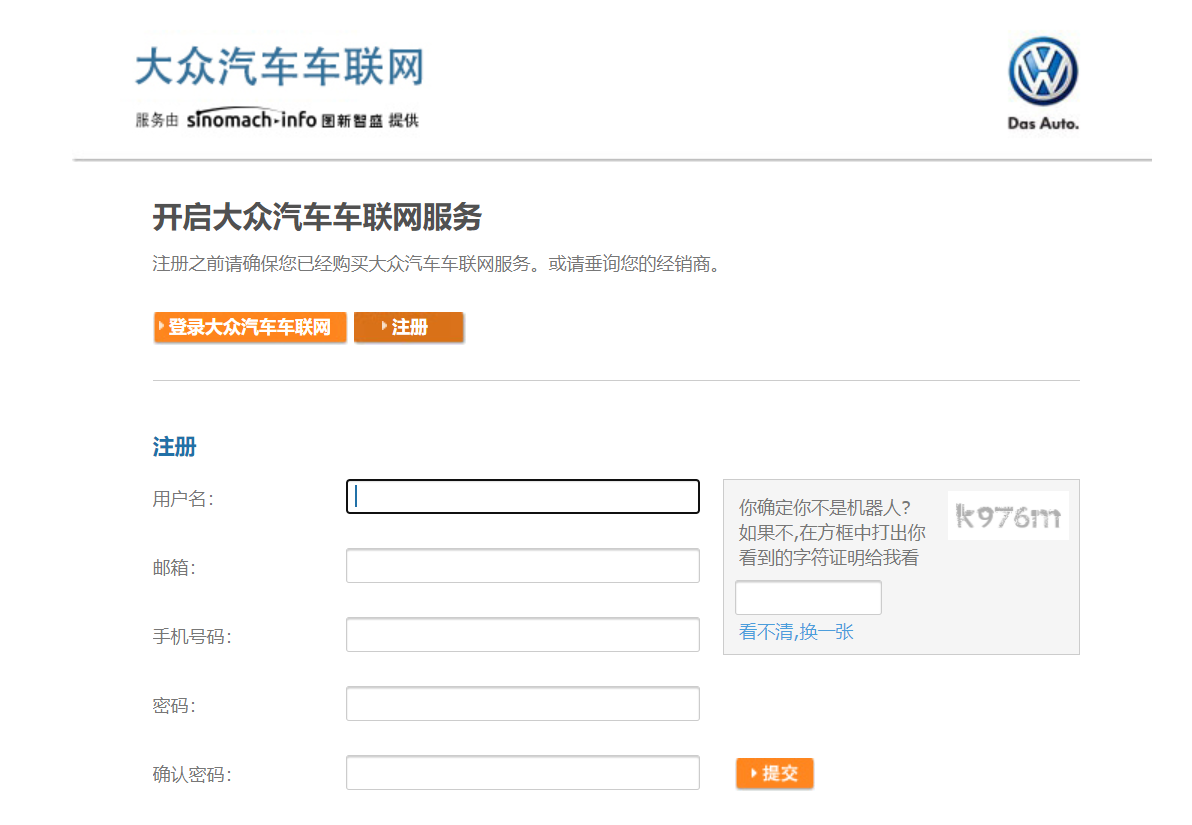 大众汽车车联网
服务由 sinomach·info 国新智盛 提供
Das Auto.
开启大众汽车车联网服务
注册之前请确保您已经购买大众汽车车联网服务。或请垂询您的经销商。
登录大众汽车车联网
注册
注册
用户名:
邮箱:
手机号码:
密码:
确认密码:
你确定你不是机器人?
如果不,在方框中打出你
看到的字符证明给我看
k976m
看不清,换一张
提交